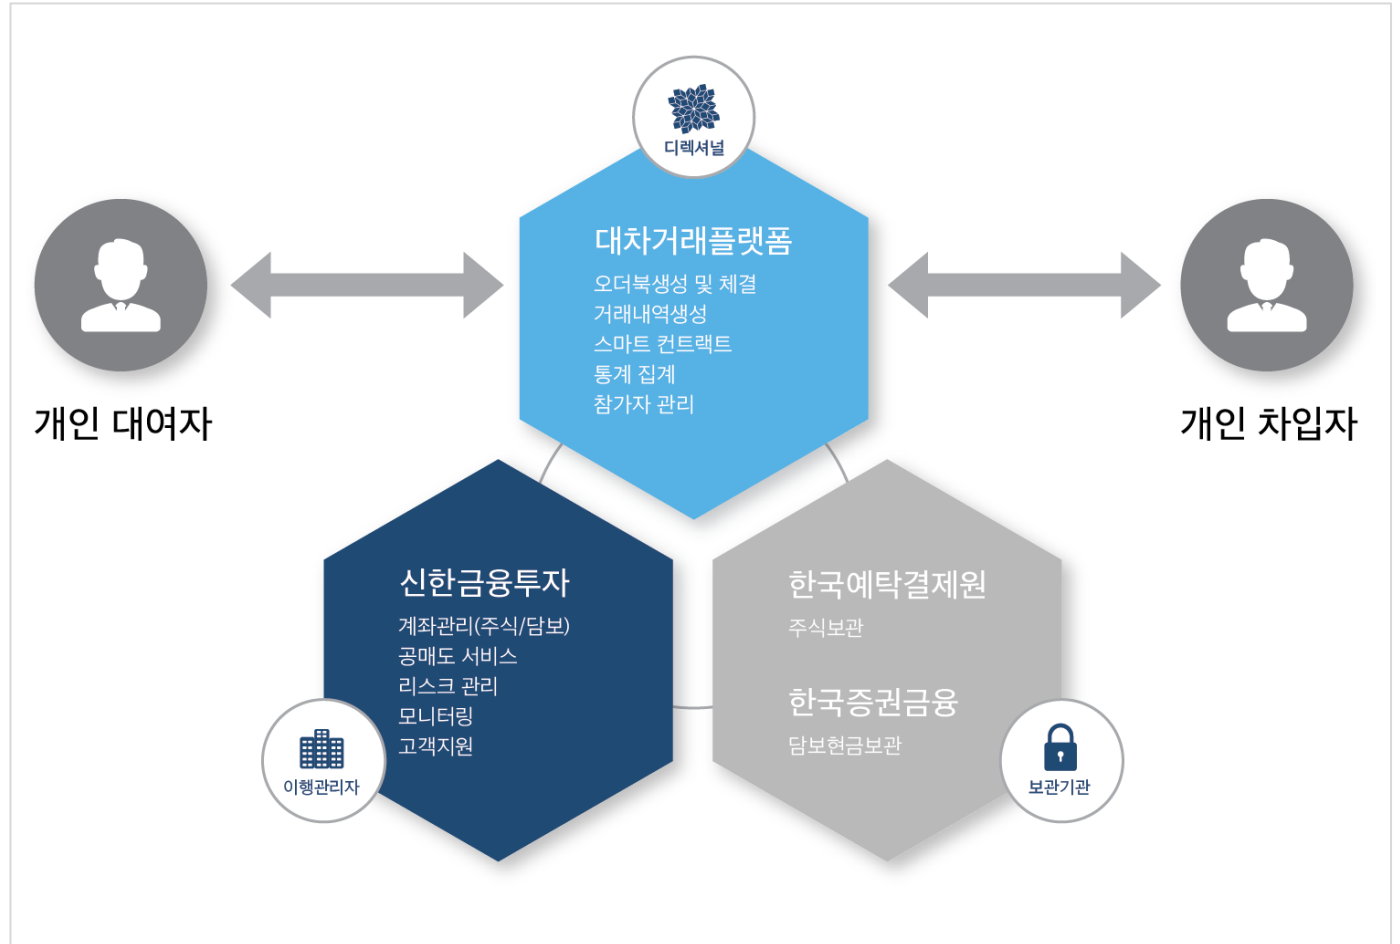 디렉셔널
대차거래플랫폼
오더북생성 및 체결
거래내역생성
스마트 컨트랙트
통계 집계
참가자 관리
개인 대여자
개인 차입자
신한금융투자
계좌관리(주식/담보)
공매도 서비스
리스크 관리
모니터링
고객지원
이행관리자
한국예탁결제원
주식보관
한국증권금융
담보현금보관
보관기관